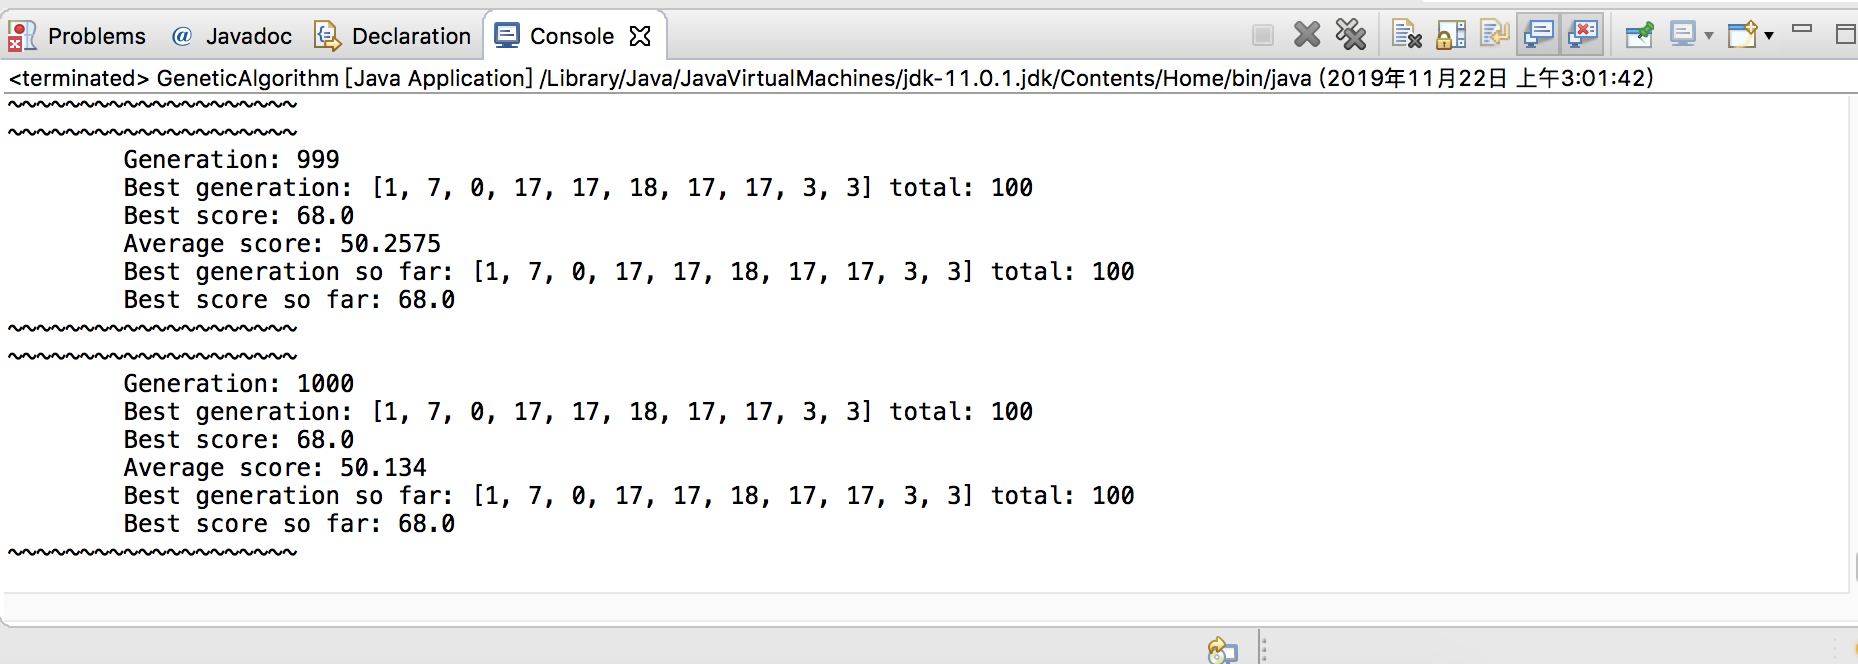 Problems @ Javadoc Declaration Console
<terminated> GeneticAlgorithm [Java Application] /Library/Java/JavaVirtualMachines/jdk-11.0.1.jdk/Contents/Home/bin/java (2019年11月22日 上午3:01:42)
~~~~~~~~~~~~~~~~~~~~
~~~~~~~~~~~~~~~~~~~~
Generation: 999
Best generation: [1, 7, 0, 17, 17, 18, 17, 17, 3, 3] total: 100
Best score: 68.0
Average score: 50.2575
Best generation so far: [1, 7, 0, 17, 17, 18, 17, 17, 3, 3] total: 100
Best score so far: 68.0
~~~~~~~~~~~~~~~~~~~~
~~~~~~~~~~~~~~~~~~~~
Generation: 1000
Best generation: [1, 7, 0, 17, 17, 18, 17, 17, 3, 3] total: 100
Best score: 68.0
Average score: 50.134
Best generation so far: [1, 7, 0, 17, 17, 18, 17, 17, 3, 3] total: 100
Best score so far: 68.0
~~~~~~~~~~~~~~~~~~~~